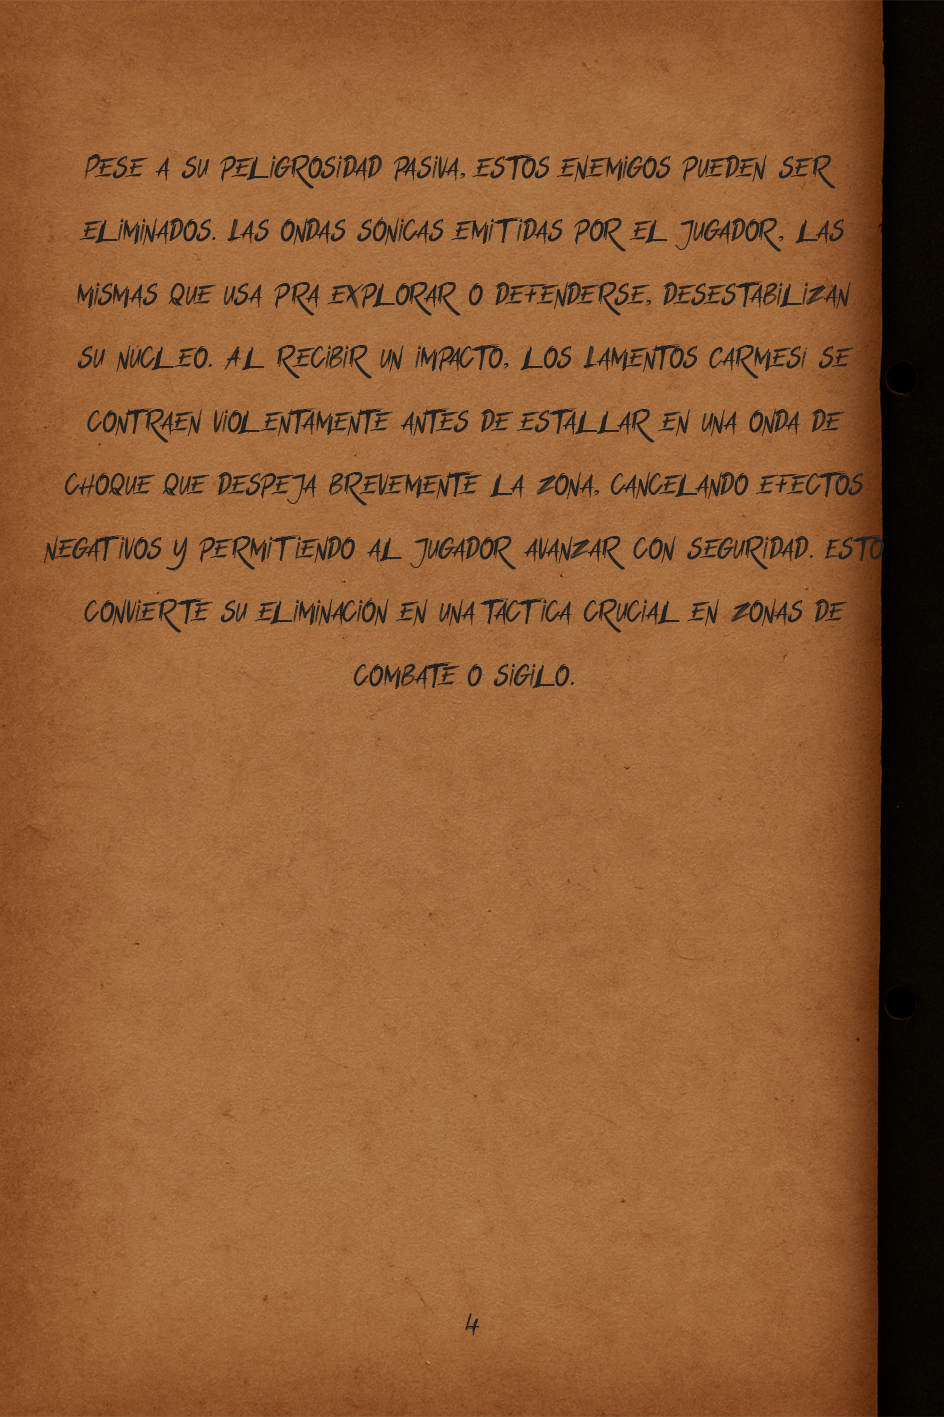 PESE A SU PELIGROSIDAD PASIVA, ESTOS ENEMIGOS PUEDEN SER
ELIMINADOS. LAS ONDAS SÓNICAS EMITIDAS POR EL JUGADOR, LAS
MISMAS QUE USA PRA EXPLORAR O DEFENDERSE, DESESTABILIZAN
SU NÚCLEO. AL RECIBIR UN IMPACTO, LOS LAMENTOS CARMESÍ SE
CONTRAEN VIOLENTAMENTE ANTES DE ESTALLAR EN UNA ONDA DE
CHOQUE QUE DESPEJA BREVEMENTE LA ZONA, CANCELANDO EFECTOS
NEGATIVOS Y PERMITIENDO AL JUGADOR AVANZAR CON SEGURIDAD. ESTO
CONVIERTE SU ELIMINACIÓN EN UNA TÁCTICA CRUCIAL EN ZONAS DE
COMBATE O SIGILO.
4